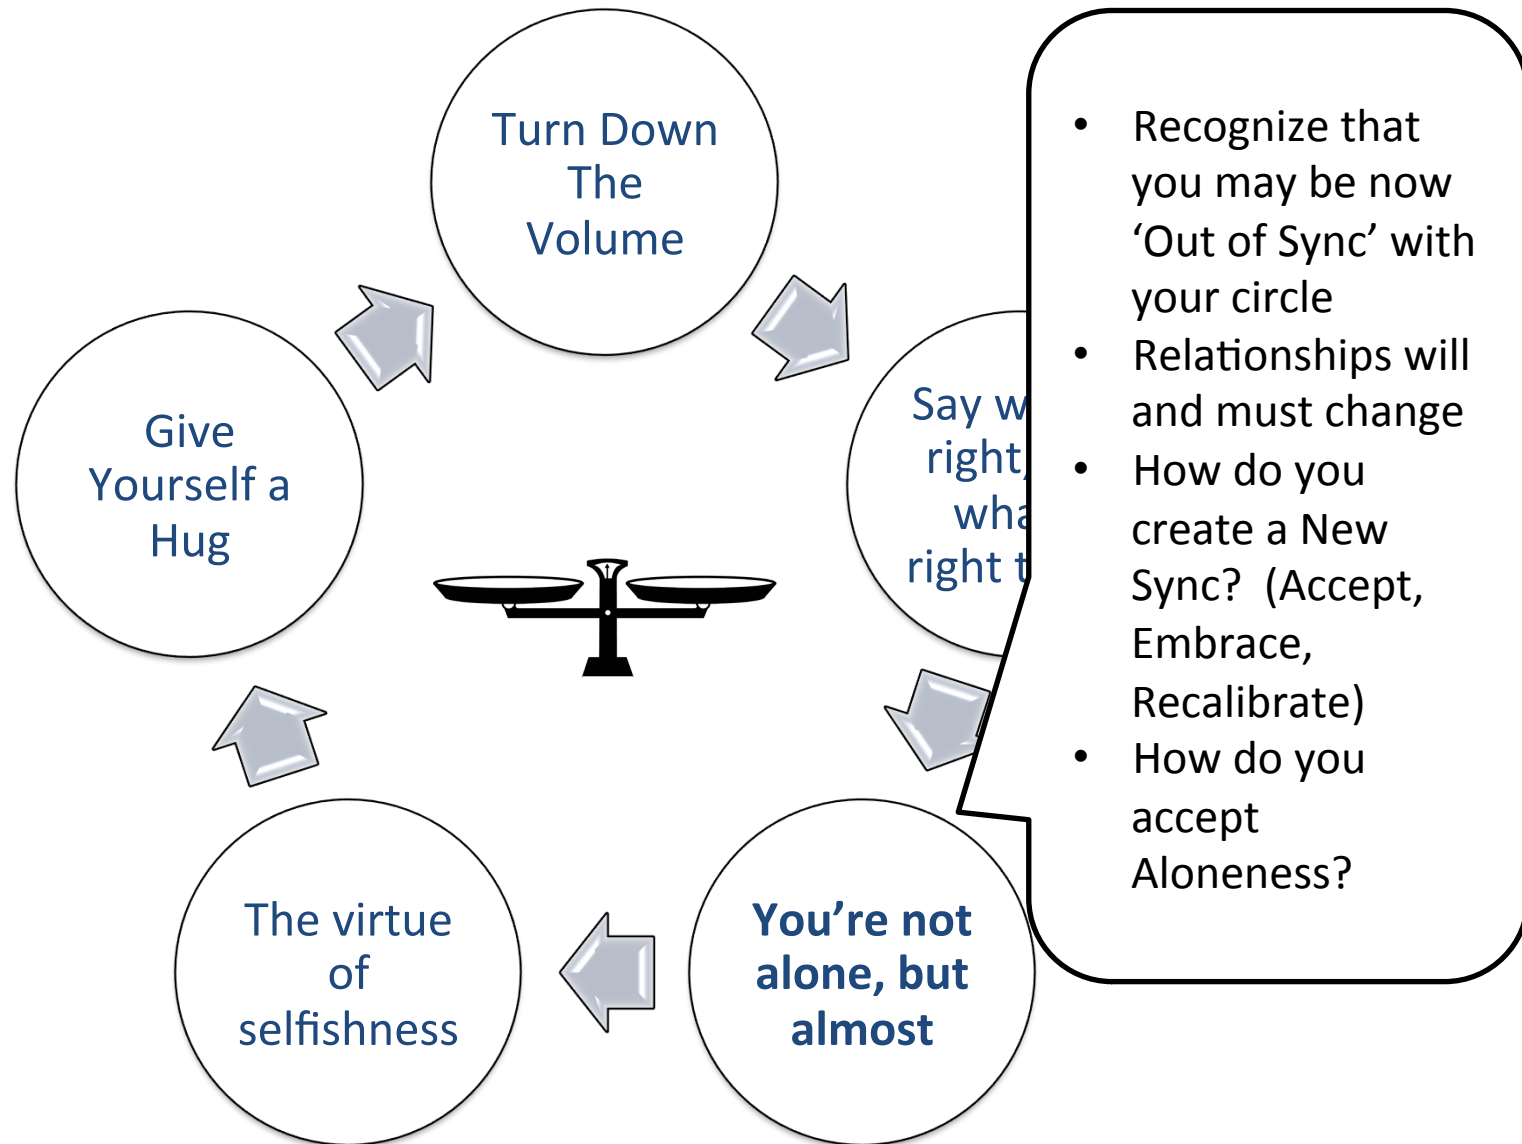 Turn Down
The
Volume
Say
right,
right
You’re not
alone, but
almost
The virtue
of
selfishness
Give
Yourself a
Hug
• Recognize that
you may be now
‘Out of Sync’ with
your circle
• Relationships will
and must change
• How do you
create a New
Sync? (Accept,
Embrace,
Recalibrate)
• How do you
accept
Aloneness?